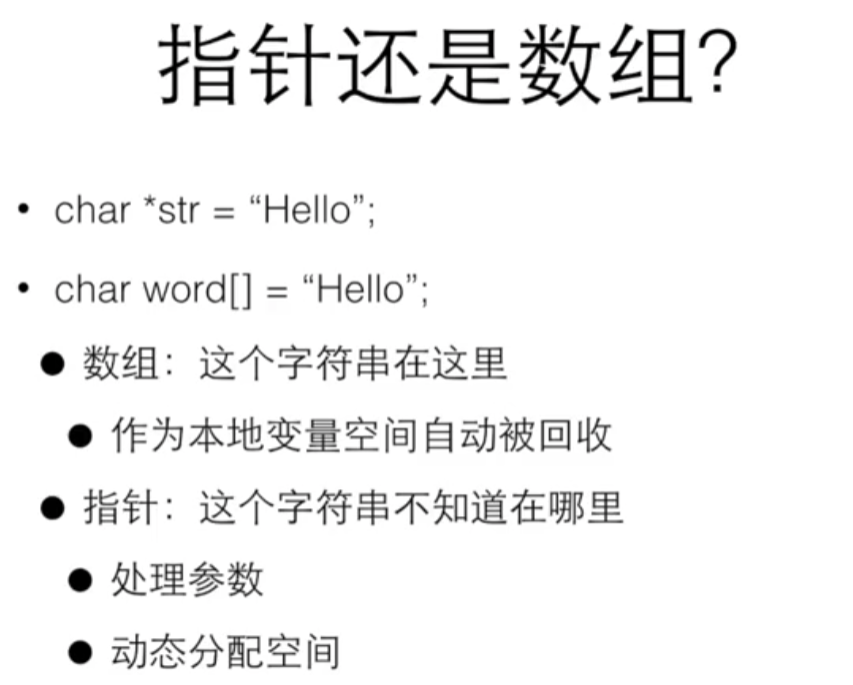 指针还是数组?
• char *str = “Hello”;
• char word[] = “Hello”;
● 数组：这个字符串在这里
● 作为本地变量空间自动被回收
● 指针：这个字符串不知道在哪里
● 处理参数
● 动态分配空间